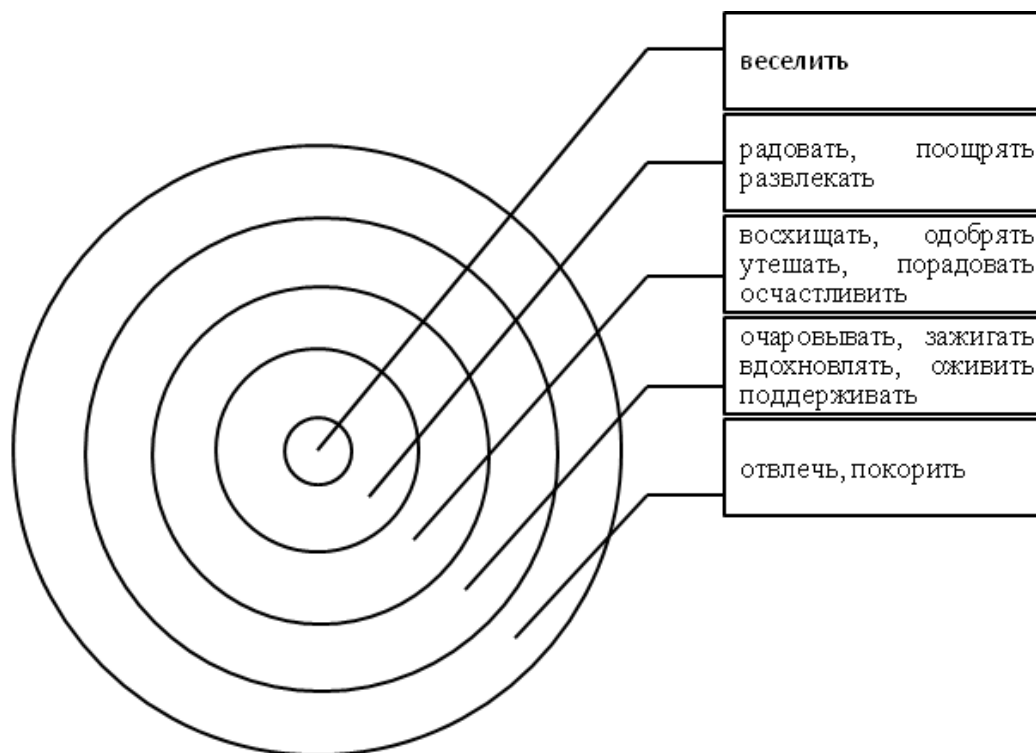 веселить
радовать, поощрять
развлекать
восхищать, одобрять
утешать, порадовать
осчастливить
очаровывать, зажигать
вдохновлять, оживить
поддерживать
отвлечь, покорить